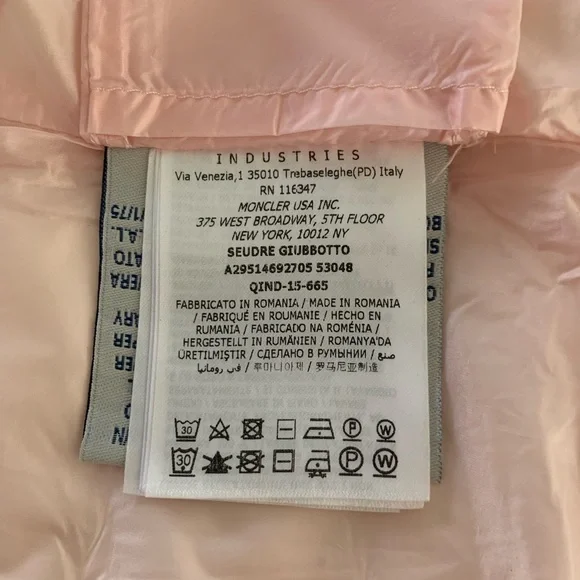 INDUSTRIES
Via Venezia,1 35010 Trebaseleghe(PD) Italy
RN 116347
MONCLER USA INC.
375 WEST BROADWAY, 5TH FLOOR
NEW YORK, 10012 NY
SEUDRE GIUBBOTTO
A29514692705 53048
QIND-15-665
FABBRICATO IN ROMANIA / MADE IN ROMANIA
/ FABRIQUÉ EN ROUMANIE / HECHO EN
RUMANIA / FABRICADO NA ROMÉNIA /
HERGESTELLT IN RUMÄNIEN / ROMANYA'DA
ÜRETILMIŞTIR / СДЕЛАНО В РУМЫНИИ / صنع
في رومانيا / 루마니아제 / 罗马尼亚制造
30 P W
30 P W